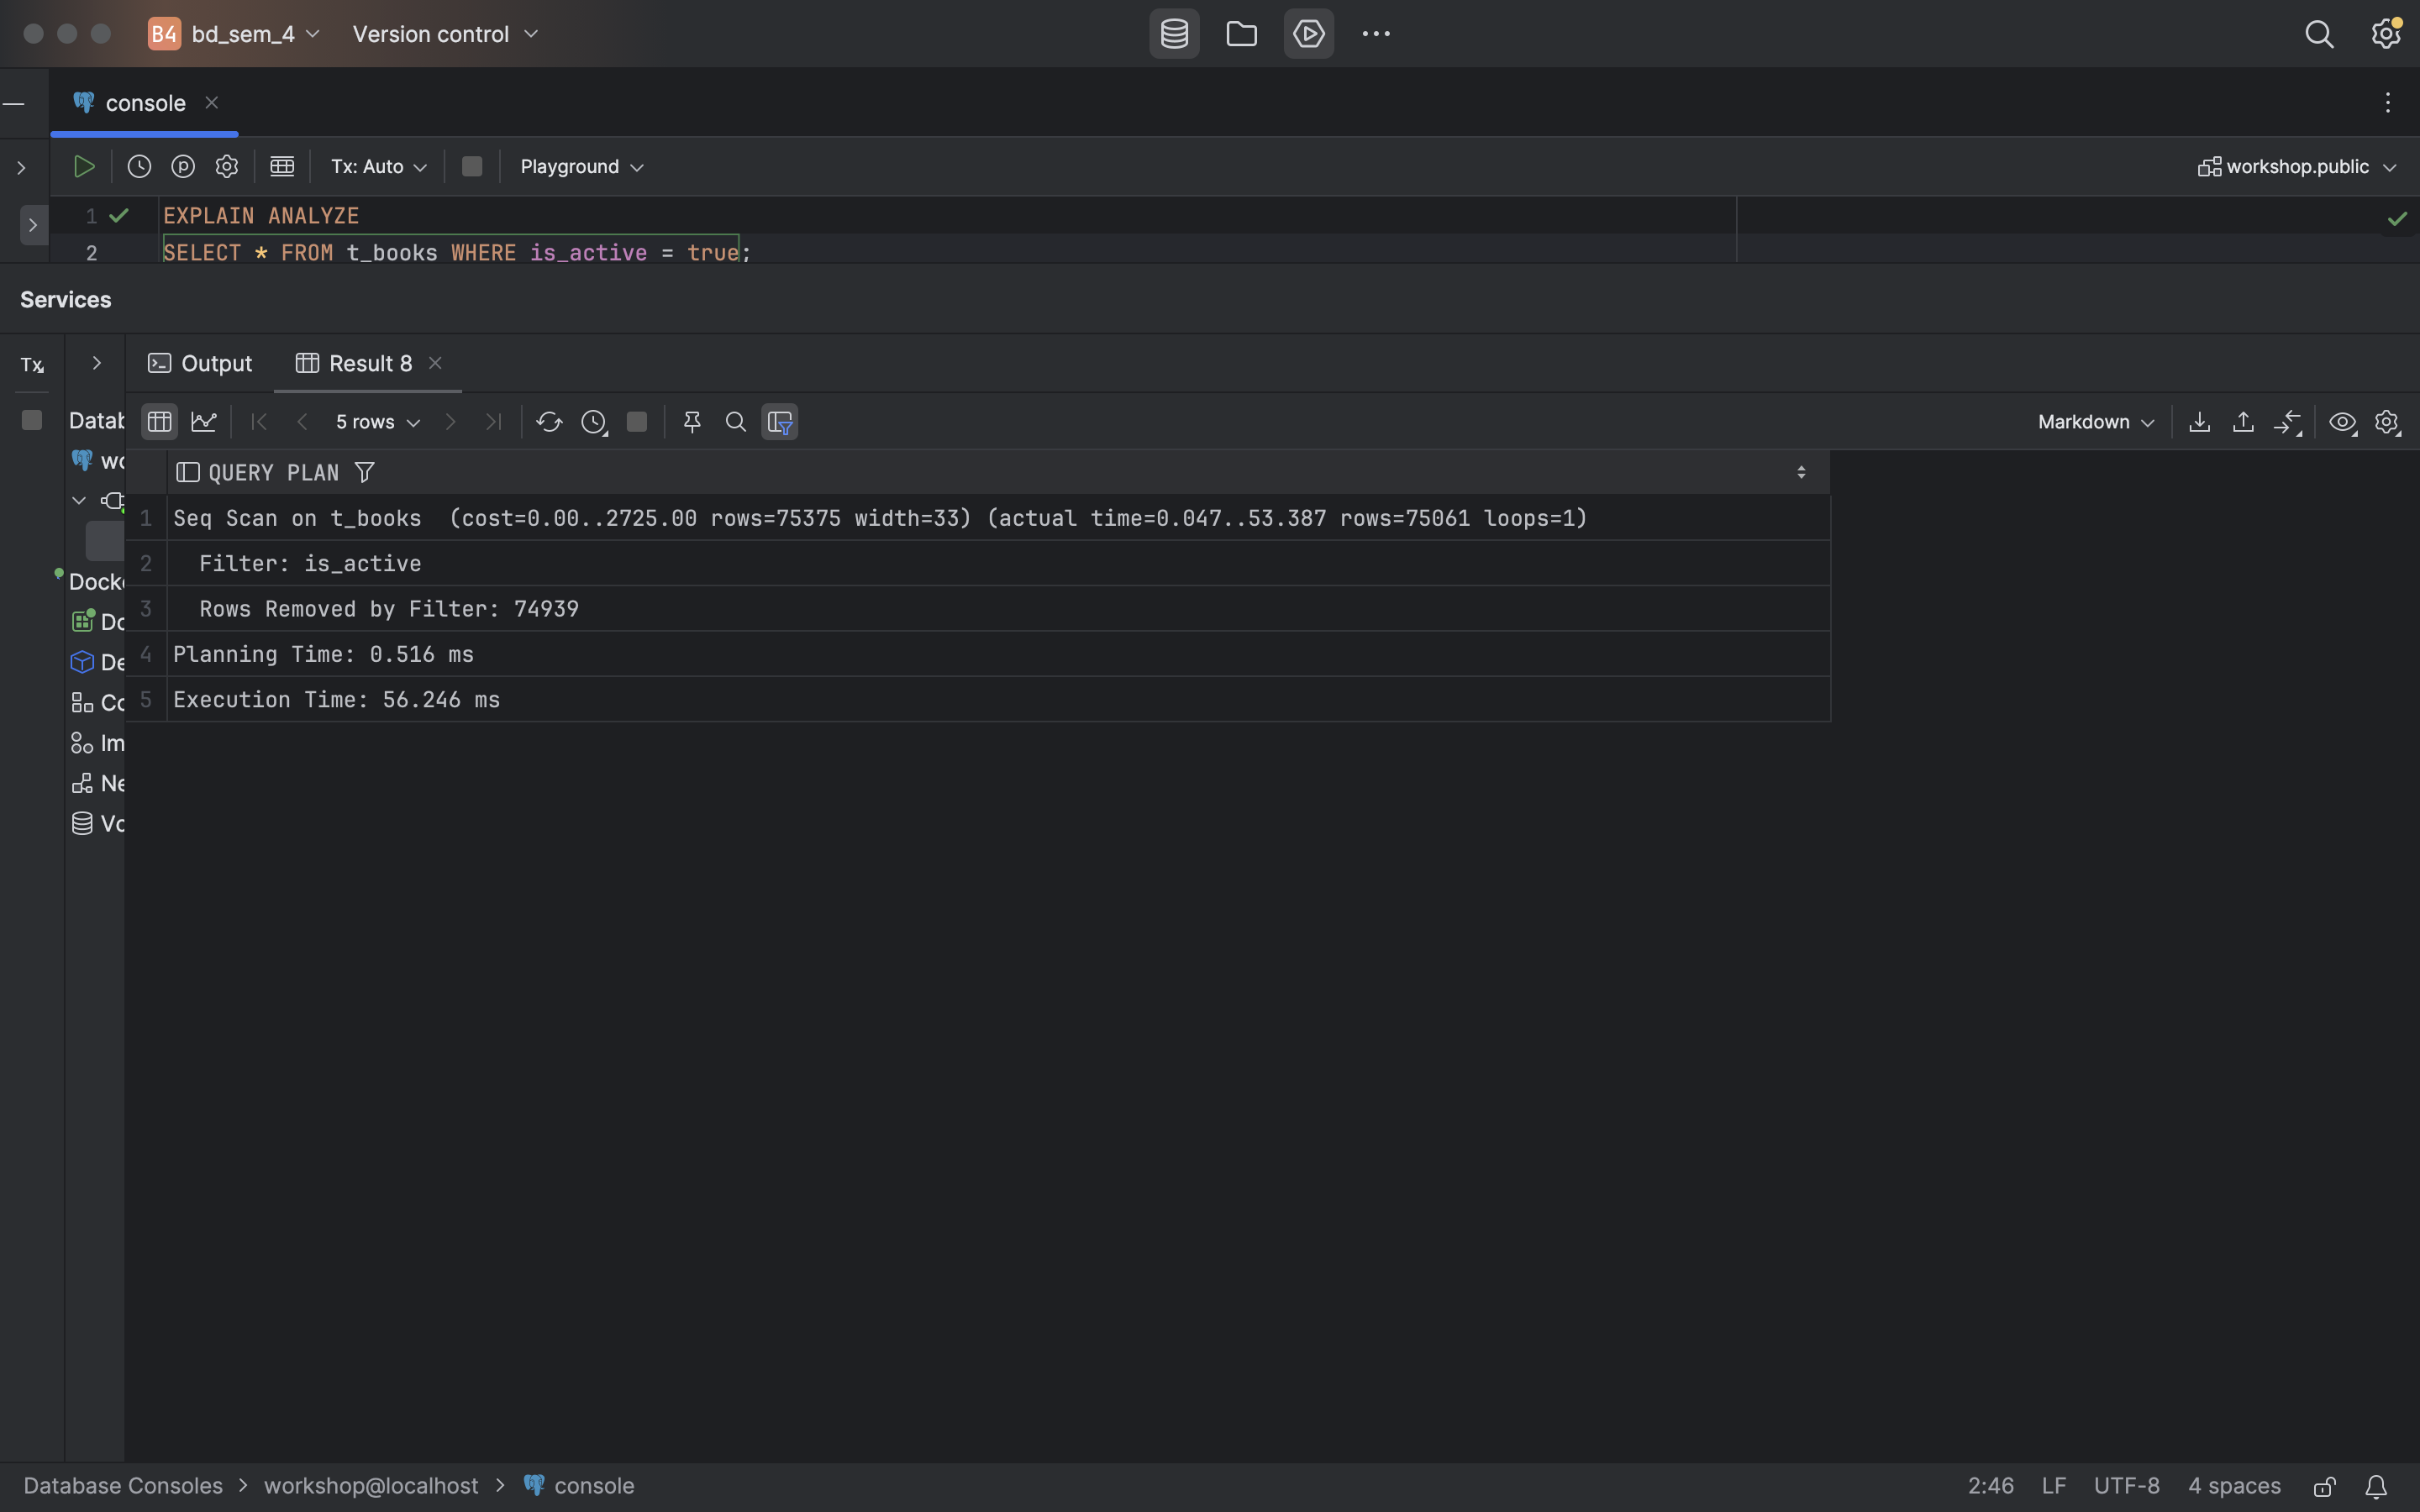 B4 bd_sem_4 Version control
console
Tx: Auto Playground workshop.public
1 EXPLAIN ANALYZE
2 SELECT * FROM t_books WHERE is_active = true;
Services
Tx Output Result 8
Datab 5 rows Markdown
QUERY PLAN
1 Seq Scan on t_books (cost=0.00..2725.00 rows=75375 width=33) (actual time=0.047..53.387 rows=75061 loops=1)
2 Filter: is_active
Docke
3 Rows Removed by Filter: 74939
Do
4 Planning Time: 0.516 ms
De
5 Execution Time: 56.246 ms
Co
Im
Ne
Vo
Database Consoles > workshop@localhost > console 2:46 LF UTF-8 4 spaces